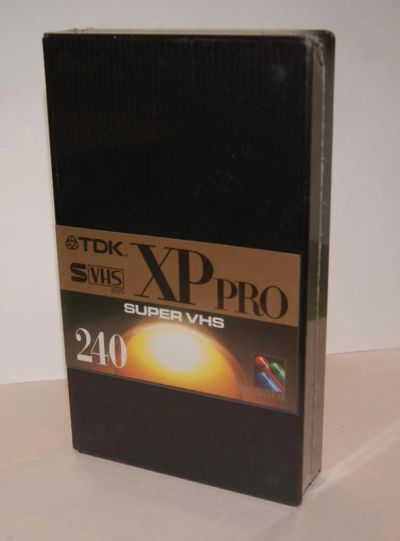 TDK
XP PRO
S VHS
SUPER VHS
240